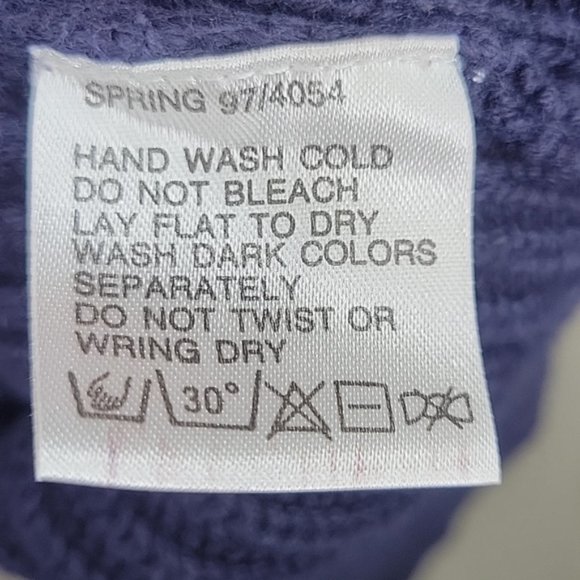 SPRING 97/4054
HAND WASH COLD
DO NOT BLEACH
LAY FLAT TO DRY
WASH DARK COLORS
SEPARATELY
DO NOT TWIST OR
WRING DRY
30°